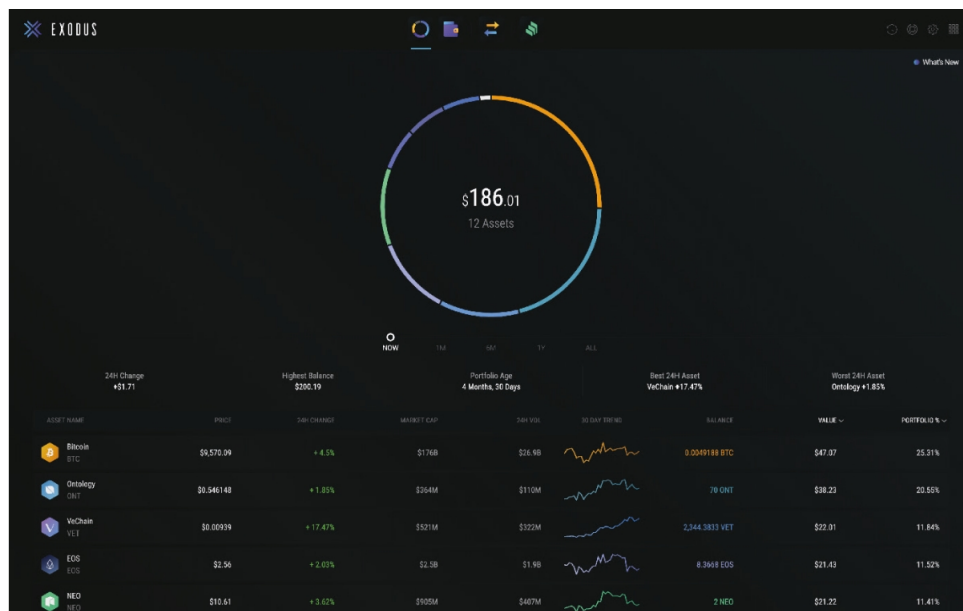 EXODUS
What's New
$186.01
12 Assets
NOW 1M 6M 1Y ALL
24H Change Highest Balance Portfolio Age Best 24H Asset Worst 24H Asset
+$1.71 $200.19 4 Months, 30 Days VeChain +17.47% Ontology +1.85%
ASSET NAME PRICE 24H CHANGE MARKET CAP 24H VOL 30 DAY TREND BALANCE VALUE PORTFOLIO %
Bitcoin
BTC $9,570.09 +4.5% $176B $26.9B 0.0049188 BTC $47.07 25.31%
Ontology
ONT $0.546148 +1.85% $364M $110M 70 ONT $38.23 20.55%
VeChain
VET $0.00939 +17.47% $521M $322M 2,344.3833 VET $22.01 11.84%
EOS
EOS $2.56 +2.03% $2.5B $1.9B 8.3668 EOS $21.43 11.52%
NEO
NEO $10.61 +3.62% $905M $487M 2 NEO $21.22 11.41%